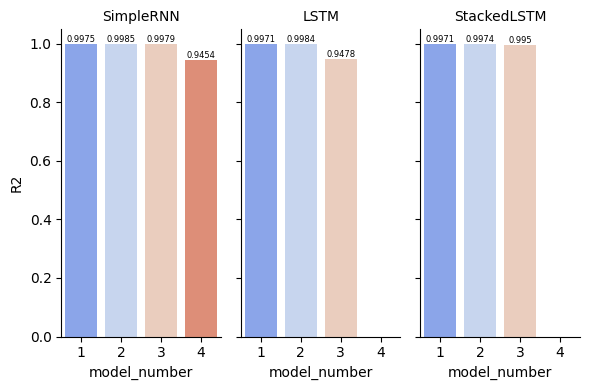 SimpleRNN
LSTM
StackedLSTM
0.9975
0.9985
0.9979
0.9454
0.9971
0.9984
0.9478
0.9971
0.9974
0.995
1.0
0.8
0.6
0.4
0.2
0.0
R2
1 2 3 4
1 2 3 4
1 2 3 4
model_number
model_number
model_number